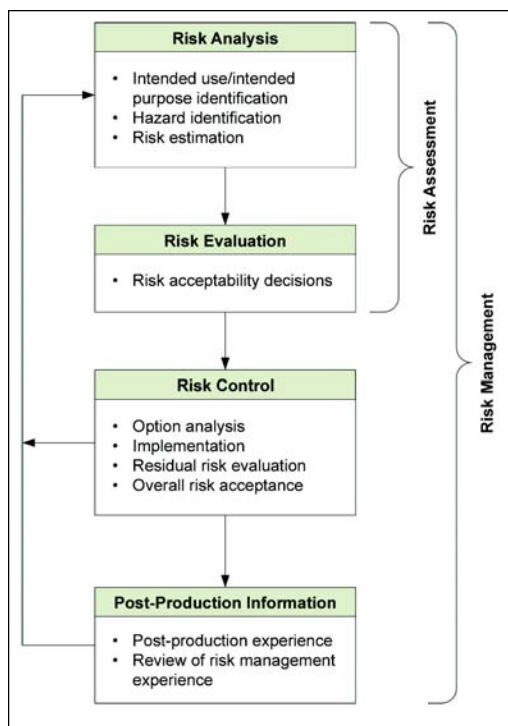 Risk Analysis
• Intended use/intended
purpose identification
• Hazard identification
• Risk estimation
Risk Evaluation
• Risk acceptability decisions
Risk Control
• Option analysis
• Implementation
• Residual risk evaluation
• Overall risk acceptance
Post-Production Information
• Post-production experience
• Review of risk management
experience
Risk Assessment
Risk Management